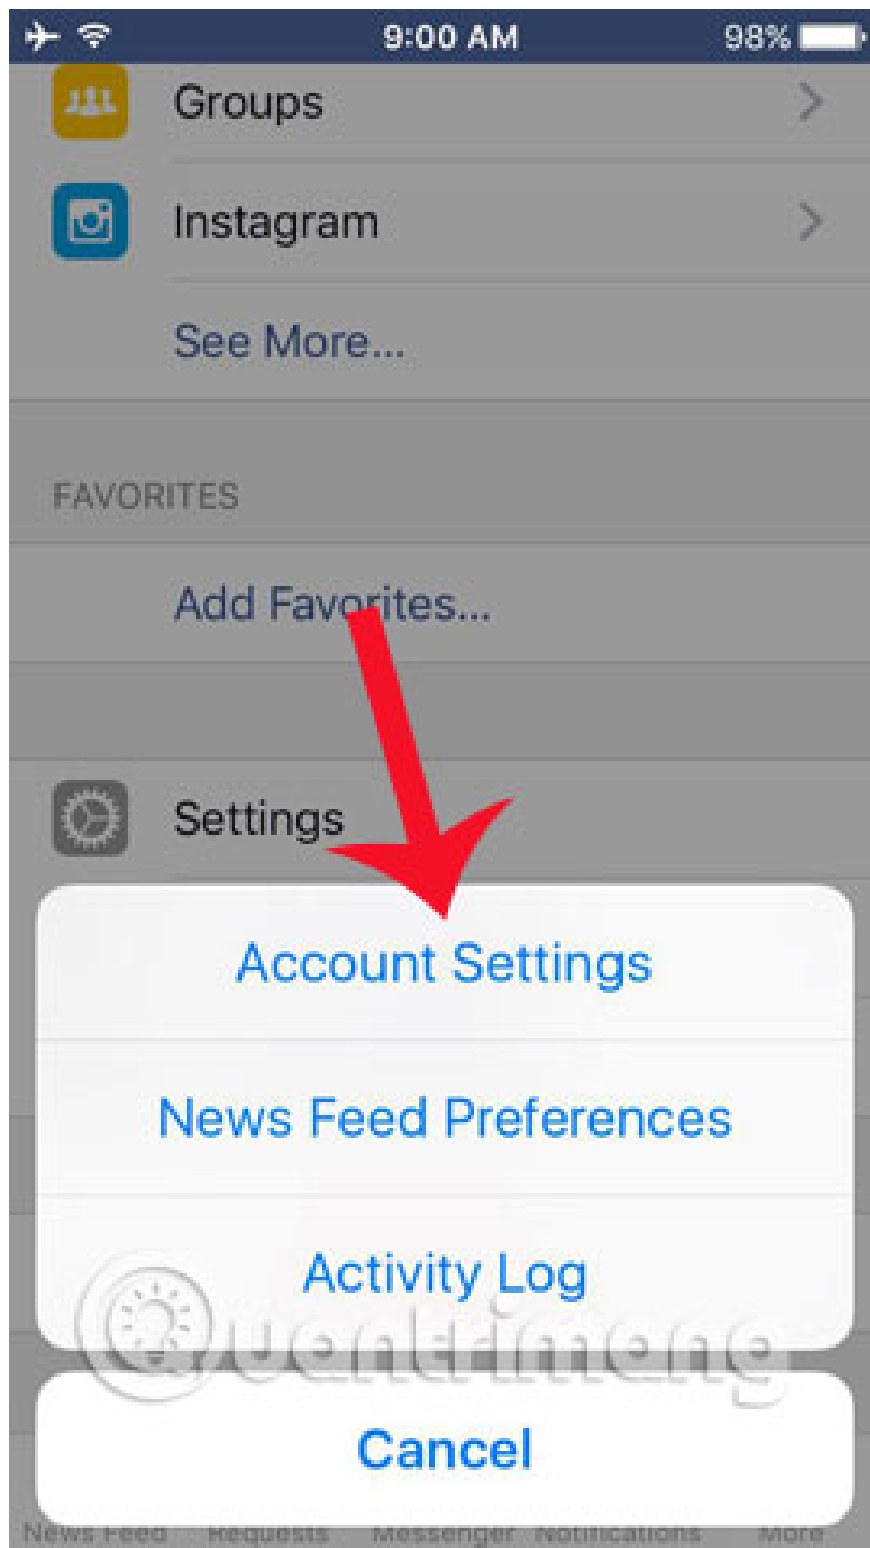 9:00 AM 98%
Groups
Instagram
See More...
FAVORITES
Add Favorites...
Settings
Account Settings
News Feed Preferences
Activity Log
Quantrimang
Cancel
News Feed Requests Messenger Notifications More